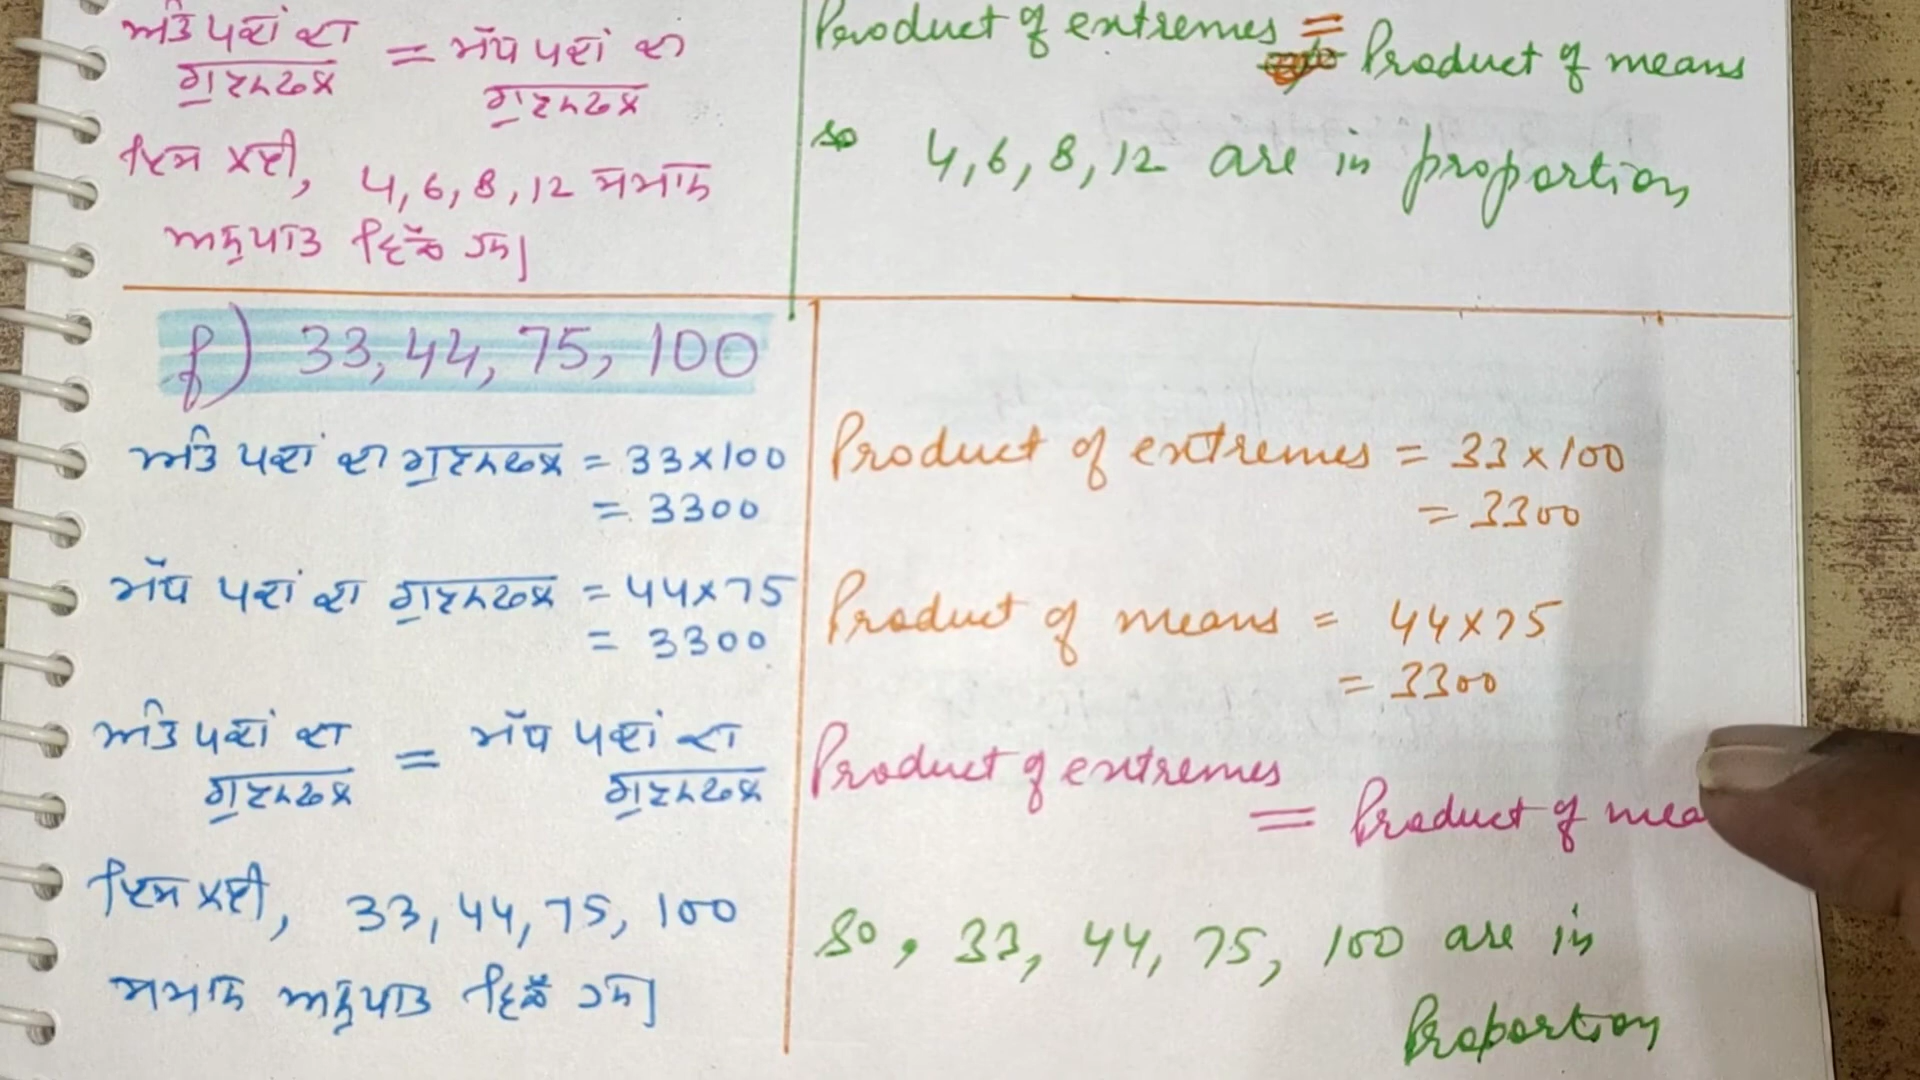 ਅੰਤਿ ਪਦਾਂ ਦਾ = ਮੱਧ ਪਦਾਂ ਦਾ
ਗੁਣਨਫਲ ਗੁਣਨਫਲ
ਇਸ ਲਈ, 4, 6, 8, 12 ਸਮਾਨ
ਅਨੁਪਾਤ ਵਿੱਚ ਹਨ।
Product of extremes =
Product of means
so 4, 6, 8, 12 are in proportion
f) 33, 44, 75, 100
ਅੰਤਿ ਪਦਾਂ ਦਾ ਗੁਣਨਫਲ = 33×100
= 3300
ਮੱਧ ਪਦਾਂ ਦਾ ਗੁਣਨਫਲ = 44×75
= 3300
ਅੰਤਿ ਪਦਾਂ ਦਾ = ਮੱਧ ਪਦਾਂ ਦਾ
ਗੁਣਨਫਲ ਗੁਣਨਫਲ
ਇਸ ਲਈ, 33, 44, 75, 100
ਸਮਾਨ ਅਨੁਪਾਤ ਵਿੱਚ ਹਨ।
Product of extremes = 33×100
= 3300
Product of means = 44×75
= 3300
Product of extremes
= Product of mea
So, 33, 44, 75, 100 are in
Proportion